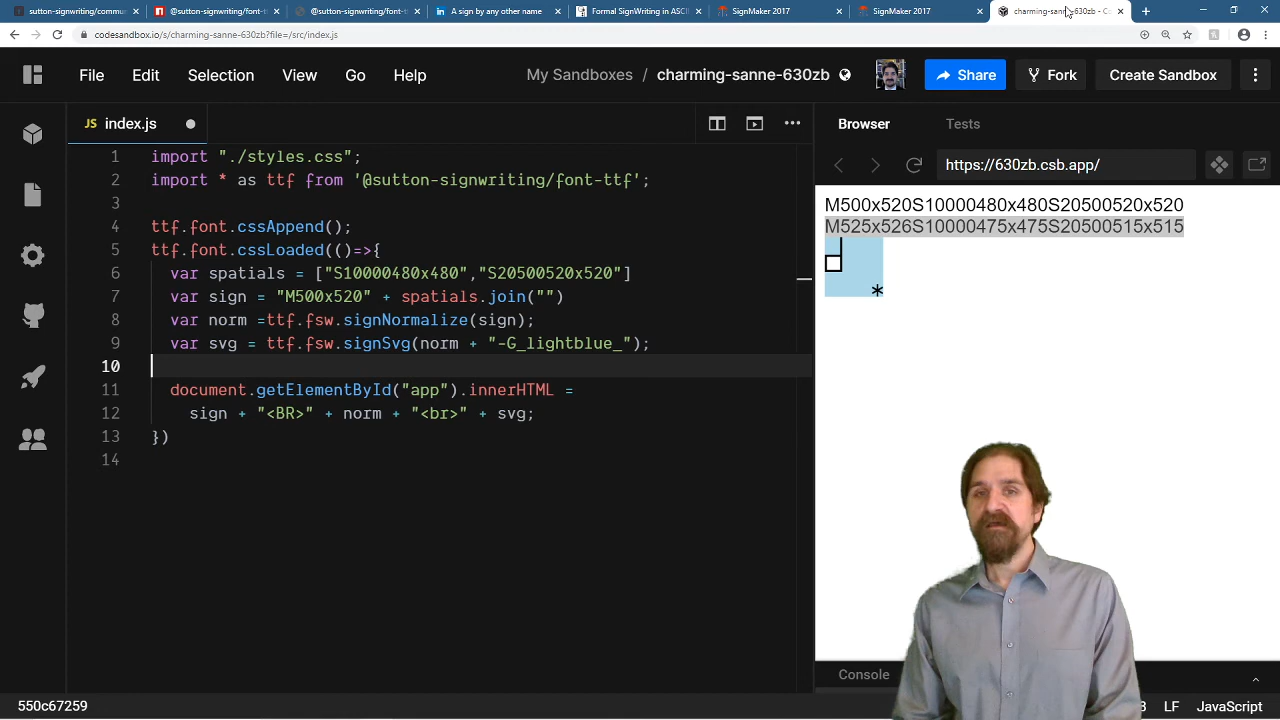 sutton-signwriting/commun
@sutton-signwriting/font-t
@sutton-signwriting/font-t
A sign by any other name
Formal SignWriting in ASCII
SignMaker 2017
SignMaker 2017
charming-sanne-630zb - C
codesandbox.io/s/charming-sanne-630zb?file=/src/index.js
File Edit Selection View Go Help
My Sandboxes / charming-sanne-630zb
Share
Fork
Create Sandbox
JS index.js
Browser
Tests
https://630zb.csb.app/
1 import "./styles.css";
2 import * as ttf from '@sutton-signwriting/font-ttf';
4 ttf.font.cssAppend();
5 ttf.font.cssLoaded(()=>{
6 var spatials = ["S10000480x480","S20500520x520"]
7 var sign = "M500x520" + spatials.join("")
8 var norm =ttf.fsw.signNormalize(sign);
9 var svg = ttf.fsw.signSvg(norm + "-G_lightblue_");
10
11 document.getElementById("app").innerHTML =
12 sign + "<BR>" + norm + "<br>" + svg;
13 })
14
M500x520S10000480x480S20500520x520
M525x526S10000475x475S20500515x515
Console
550c67259
LF
JavaScript